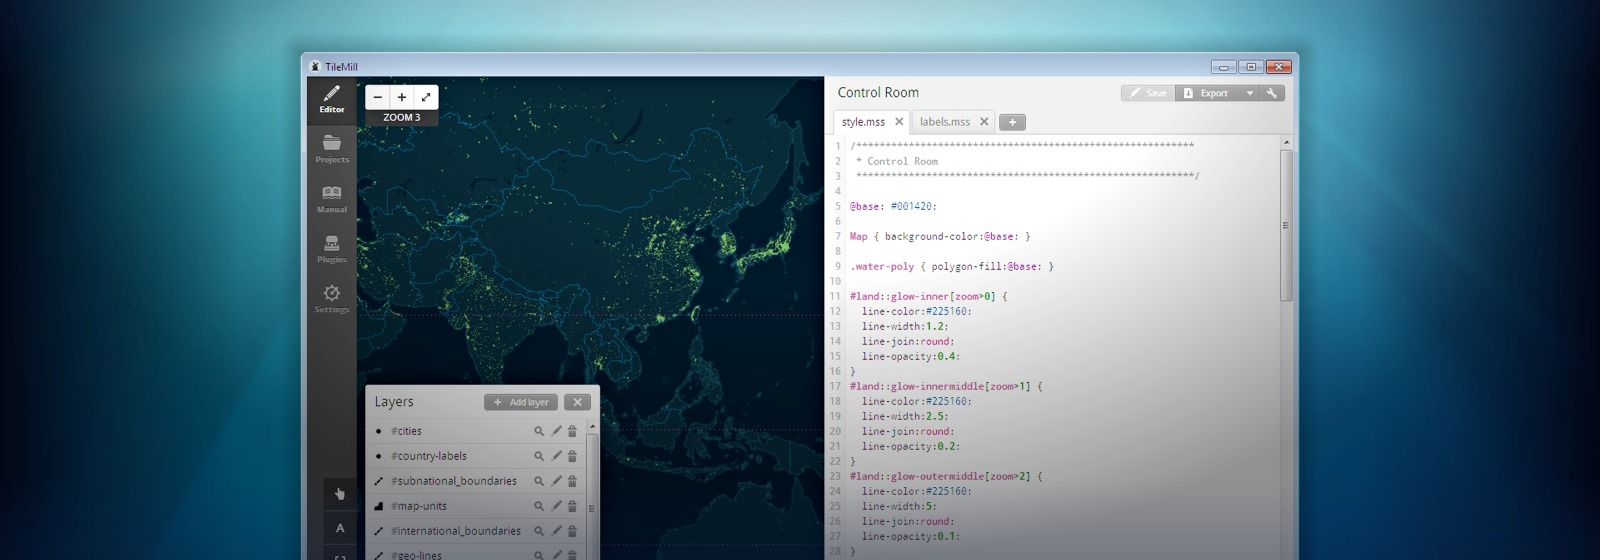 TileMill
Editor
Projects
Manual
Plugins
Settings
ZOOM 3
Layers
Add layer
#cities
#country-labels
#subnational_boundaries
#map-units
#international_boundaries
#geo-lines
A
Control Room
Save
Export
style.mss
labels.mss
1 /**********************************************************
2 * Control Room
3 **********************************************************/
4
5 @base: #001420;
6
7 Map { background-color:@base; }
8
9 .water-poly { polygon-fill:@base; }
10
11 #land::glow-inner[zoom>0] {
12 line-color:#225160;
13 line-width:1.2;
14 line-join:round;
15 line-opacity:0.4;
16 }
17 #land::glow-innermiddle[zoom>1] {
18 line-color:#225160;
19 line-width:2.5;
20 line-join:round;
21 line-opacity:0.2;
22 }
23 #land::glow-outermiddle[zoom>2] {
24 line-color:#225160;
25 line-width:5;
26 line-join:round;
27 line-opacity:0.1;
28 }